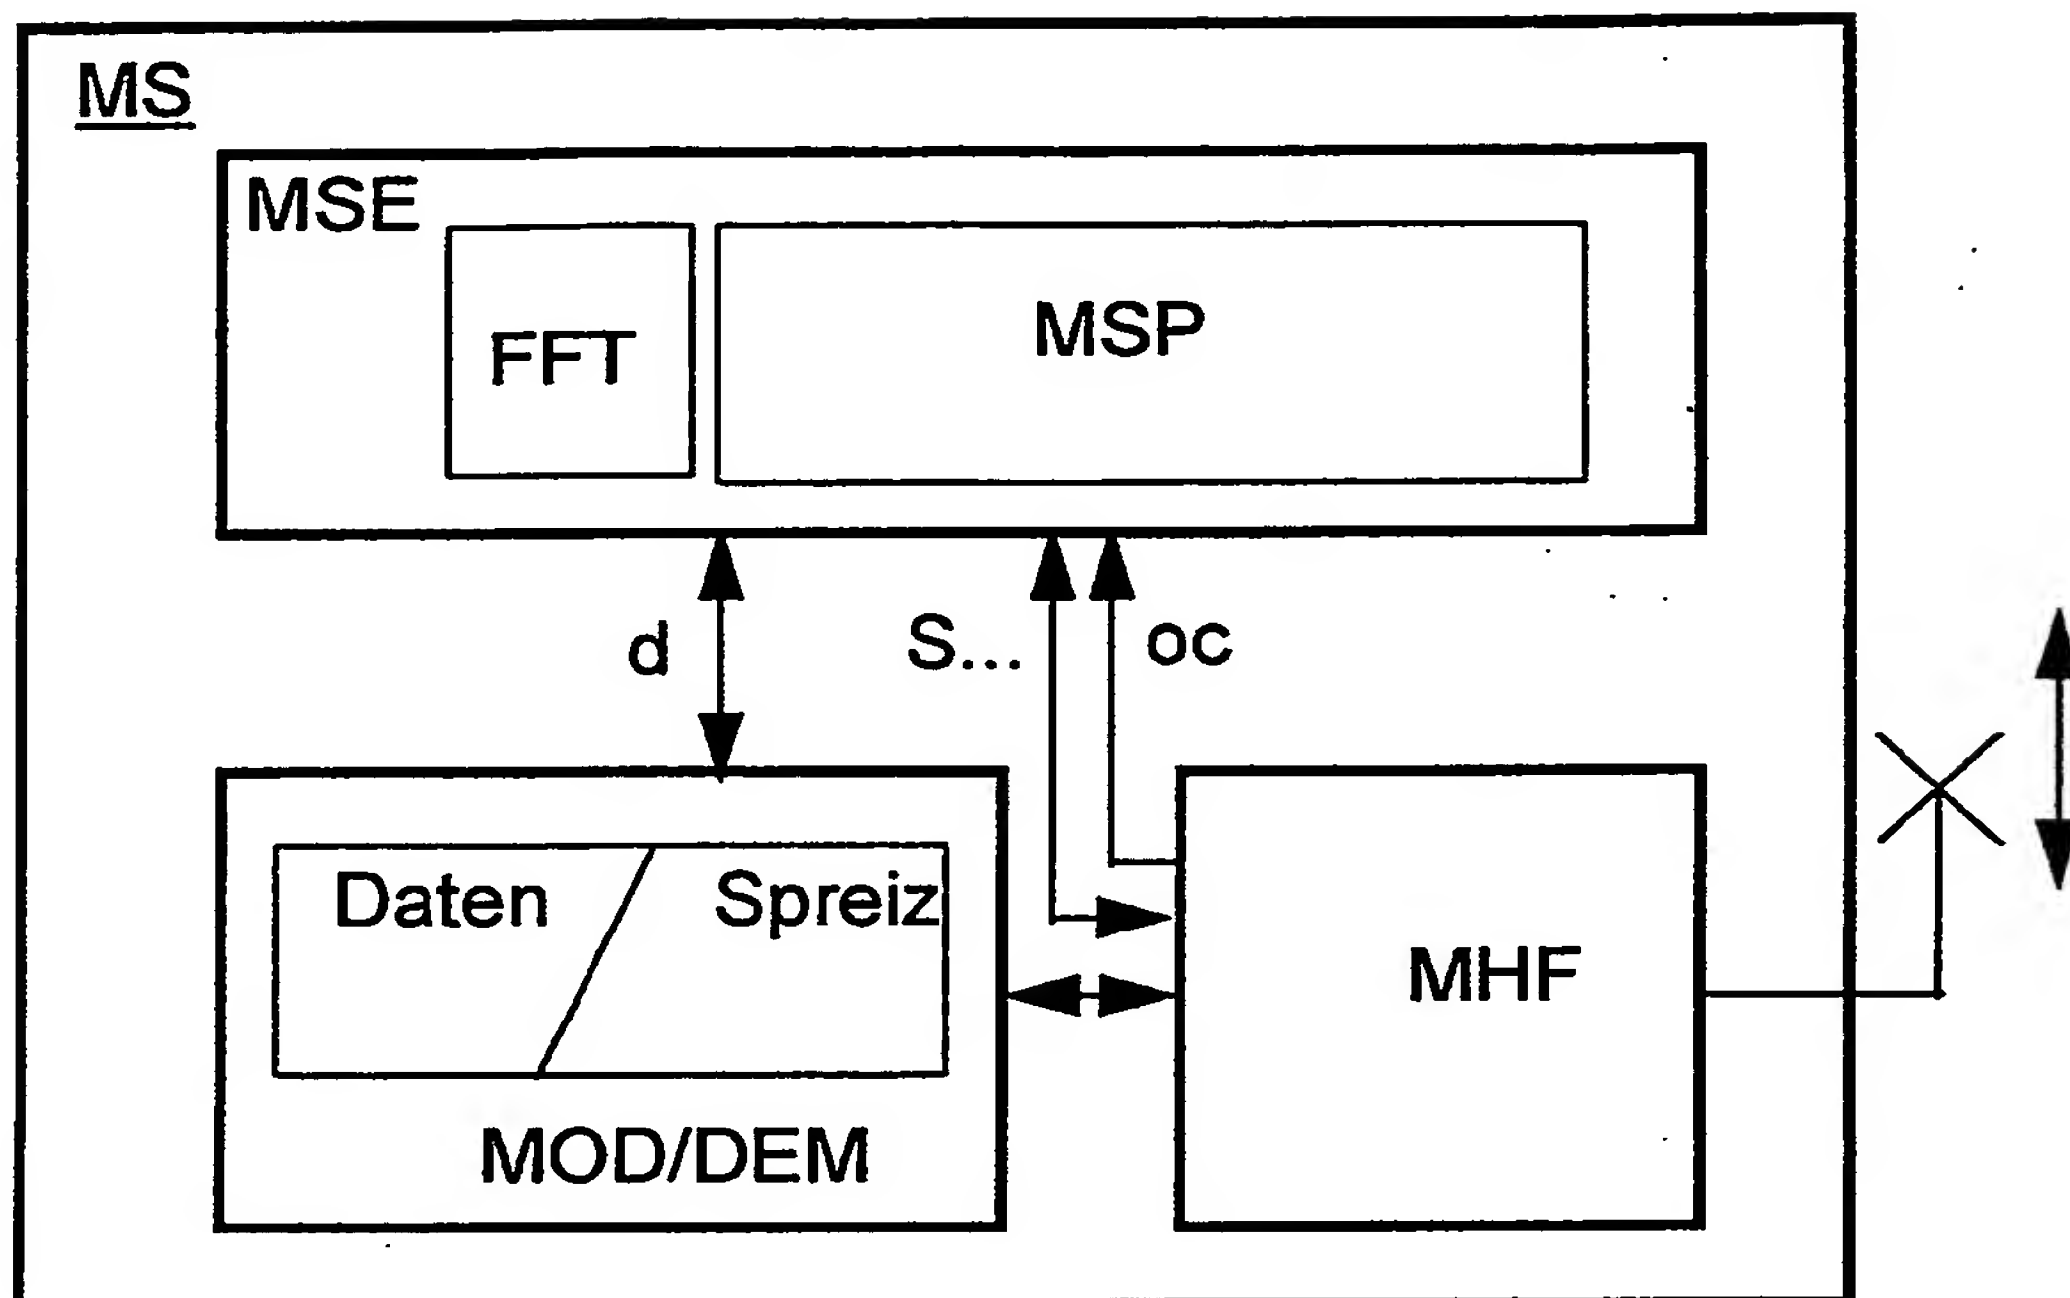 MS
MSE
FFT
MSP
d
S...
oc
Daten
Spreiz
MHF
MOD/DEM